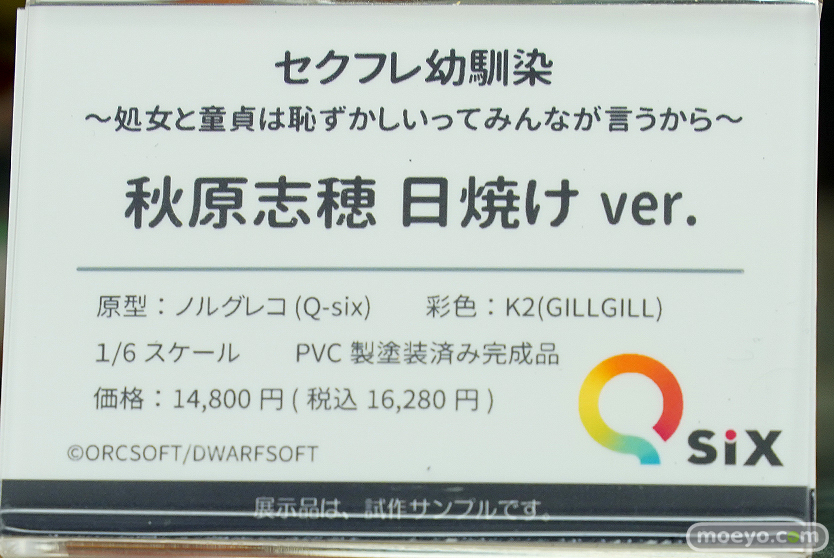 セクフレ幼馴染
～処女と童貞は恥ずかしいってみんなが言うから～
秋原志穂 日焼け ver.
原型：ノルグレコ(Q-six)　彩色：K2(GILLGILL)
1/6 スケール　PVC 製塗装済み完成品
価格：14,800 円 ( 税込 16,280 円 )
©ORCSOFT/DWARFSOFT
Q SiX
展示品は、試作サンプルです。
moeyo.com